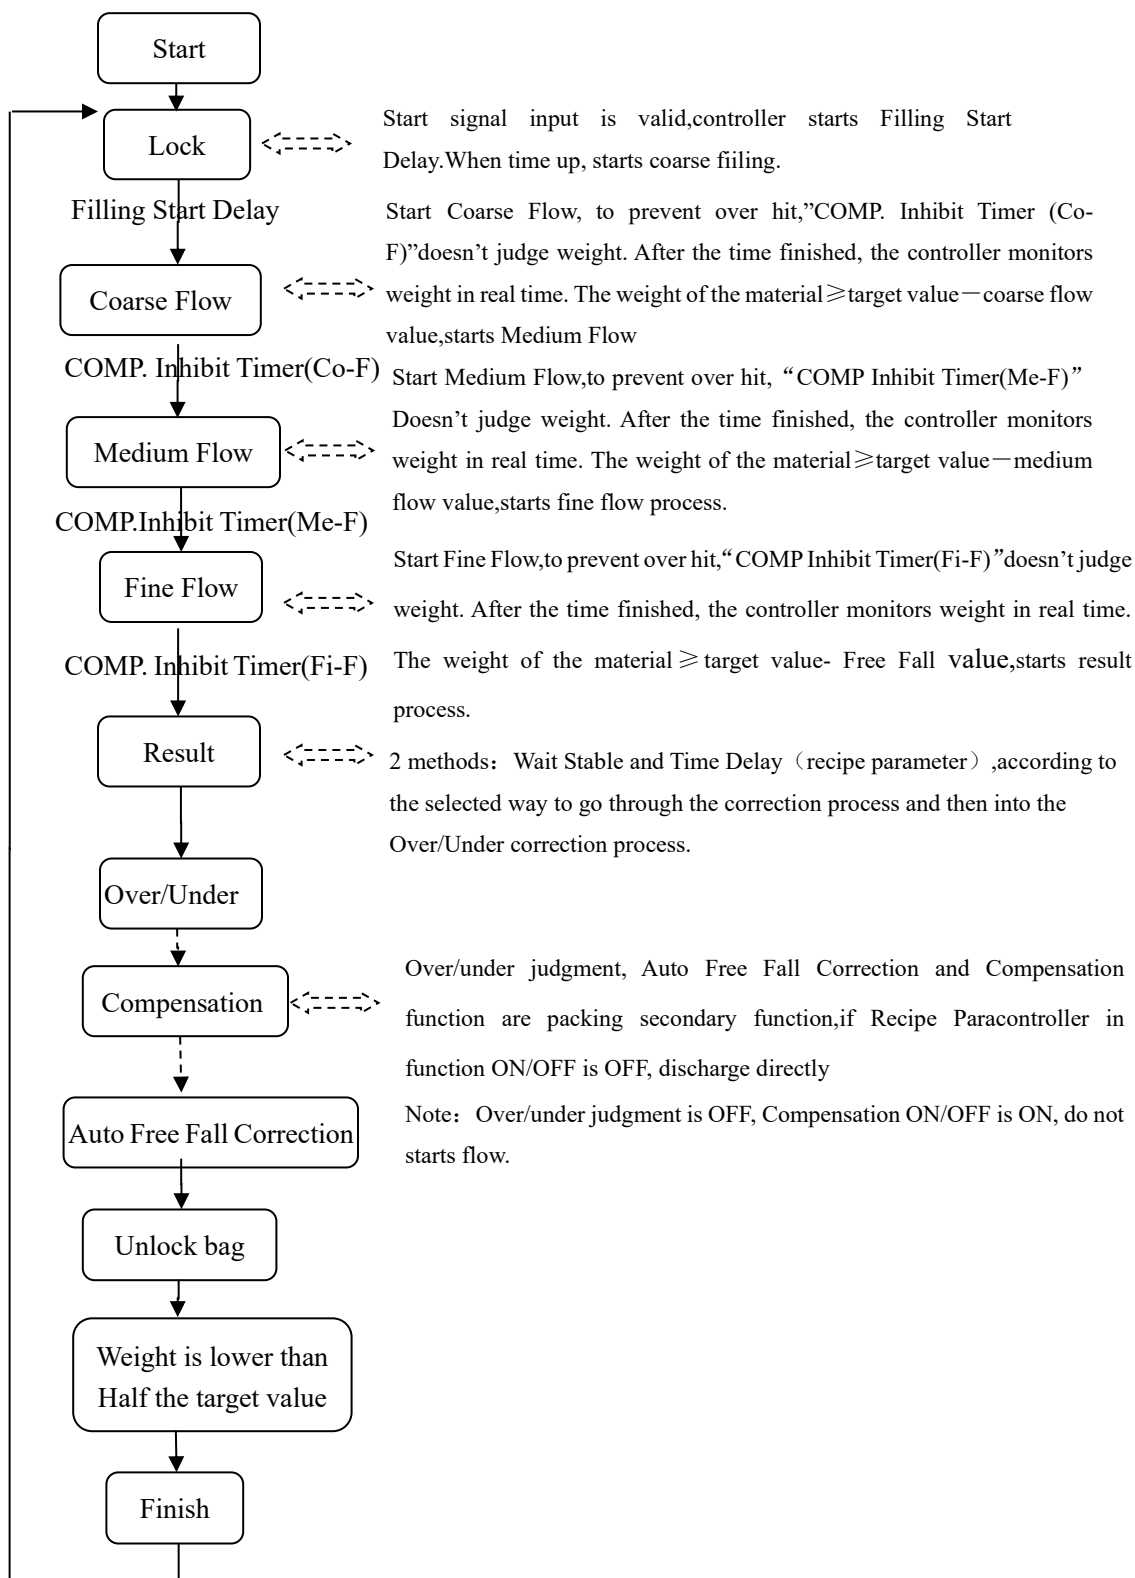 Start
Lock
Start signal input is valid,controller starts Filling Start
Delay.When time up, starts coarse fiiling.
Filling Start Delay
Start Coarse Flow, to prevent over hit,”COMP. Inhibit Timer (Co-
F)”doesn’t judge weight. After the time finished, the controller monitors
weight in real time. The weight of the material≥target value－coarse flow
value,starts Medium Flow
Coarse Flow
COMP. Inhibit Timer(Co-F)
Start Medium Flow,to prevent over hit, “COMP Inhibit Timer(Me-F)”
Doesn’t judge weight. After the time finished, the controller monitors
weight in real time. The weight of the material≥target value－medium
flow value,starts fine flow process.
Medium Flow
COMP.Inhibit Timer(Me-F)
Start Fine Flow,to prevent over hit,“COMP Inhibit Timer(Fi-F)”doesn’t judge
weight. After the time finished, the controller monitors weight in real time.
The weight of the material≥target value- Free Fall value,starts result
process.
Fine Flow
COMP. Inhibit Timer(Fi-F)
Result
2 methods：Wait Stable and Time Delay（recipe parameter）,according to
the selected way to go through the correction process and then into the
Over/Under correction process.
Over/Under
Compensation
Over/under judgment, Auto Free Fall Correction and Compensation
function are packing secondary function,if Recipe Paracontroller in
function ON/OFF is OFF, discharge directly
Note：Over/under judgment is OFF, Compensation ON/OFF is ON, do not
starts flow.
Auto Free Fall Correction
Unlock bag
Weight is lower than
Half the target value
Finish